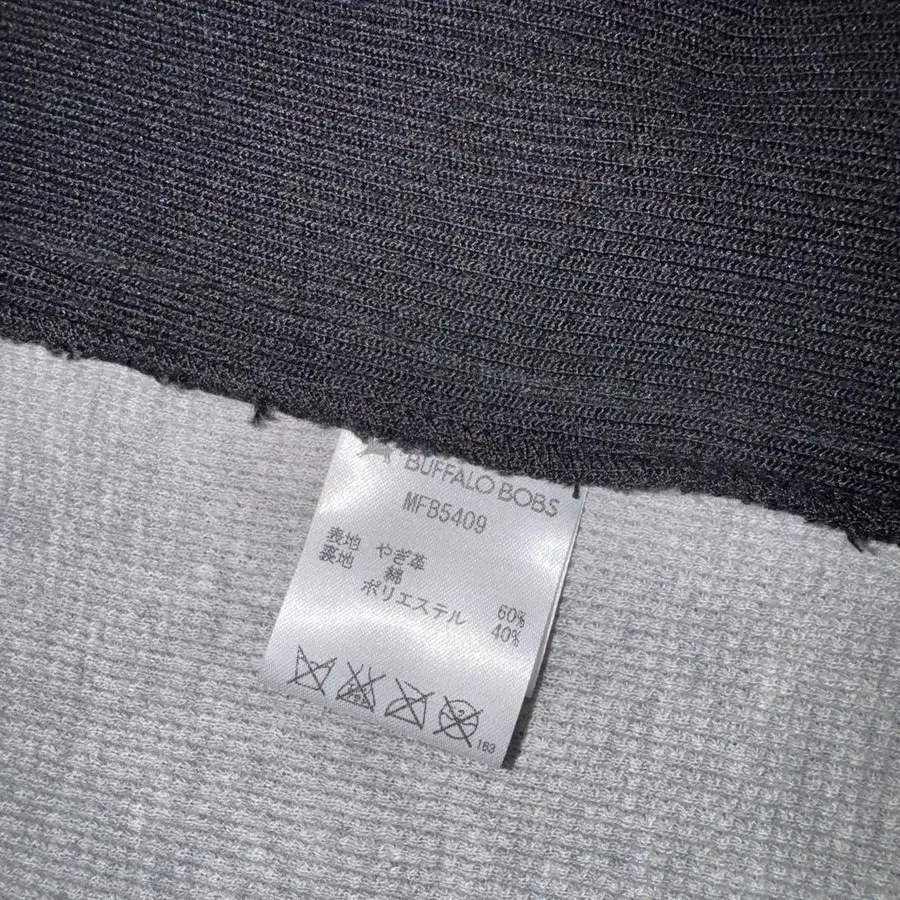 BUFFALO BOBS
MFB5409
表地 やぎ革
裏地 綿 60%
ポリエステル 40%
183